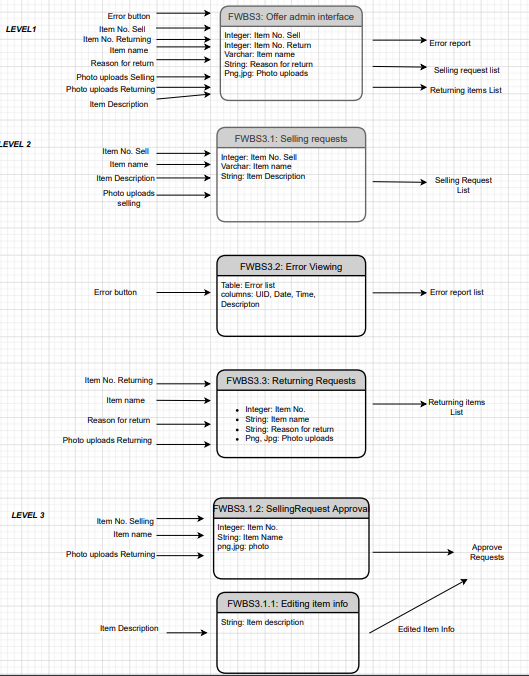 LEVEL1
Error button
Item No. Sell
Item No. Returning
Item name
Reason for return
Photo uploads Selling
Photo uploads Returning
Item Description
FWBS3: Offer admin interface
Integer: Item No. Sell
Integer: Item No. Return
Varchar: Item name
String: Reason for return
Png,jpg: Photo uploads
Error report
Selling request list
Returning items List
LEVEL 2
Item No. Sell
Item name
Item Description
Photo uploads
selling
FWBS3.1: Selling requests
Integer: Item No. Sell
Varchar: Item name
String: Item Description
Selling Request
List
Error button
FWBS3.2: Error Viewing
Table: Error list
columns: UID, Date, Time,
Descripton
Error report list
Item No. Returning
Item name
Reason for return
Photo uploads Returning
FWBS3.3: Returning Requests
• Integer: Item No.
• String: Item name
• String: Reason for return
• Png, Jpg: Photo uploads
Returning items
List
LEVEL 3
Item No. Selling
Item name
Photo uploads Returning
FWBS3.1.2: SellingRequest Approval
Integer: Item No.
String: Item Name
png,jpg: photo
Approve
Requests
Item Description
FWBS3.1.1: Editing item info
String: Item description
Edited Item Info